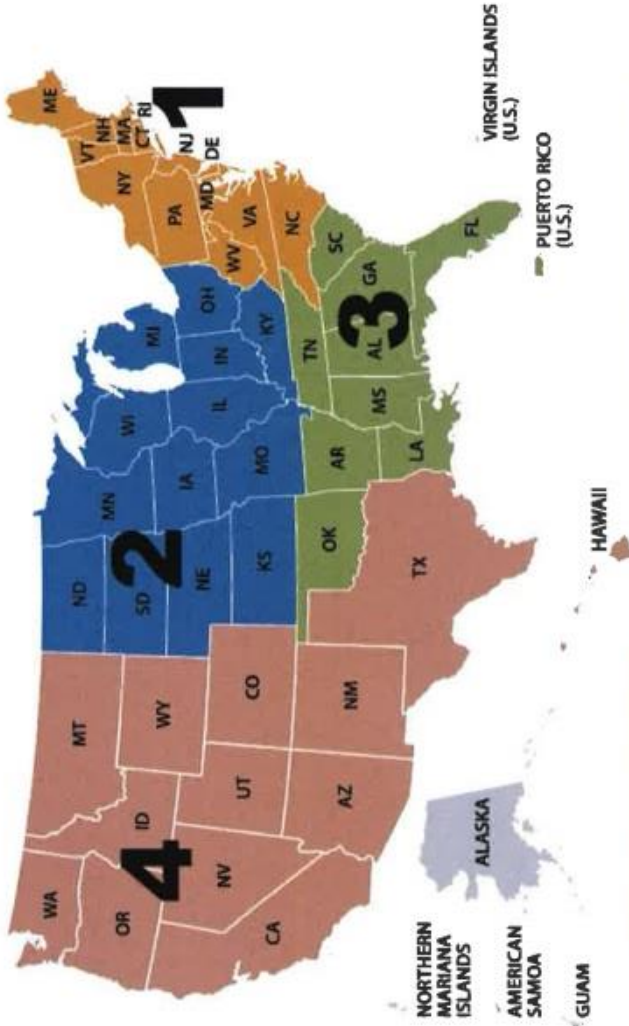 WA
MT
ND
MN
ME
VT
NH
OR
ID
WY
SD
WI
MI
NY
MA
CT
RI
4
2
1
NV
UT
CO
NE
IA
IL
IN
OH
PA
NJ
MD
DE
CA
AZ
NM
KS
MO
KY
WV
VA
OK
AR
TN
NC
3
TX
LA
MS
AL
GA
SC
FL
ALASKA
HAWAII
NORTHERN
MARIANA
ISLANDS
AMERICAN
SAMOA
GUAM
PUERTO RICO
(U.S.)
VIRGIN ISLANDS
(U.S.)